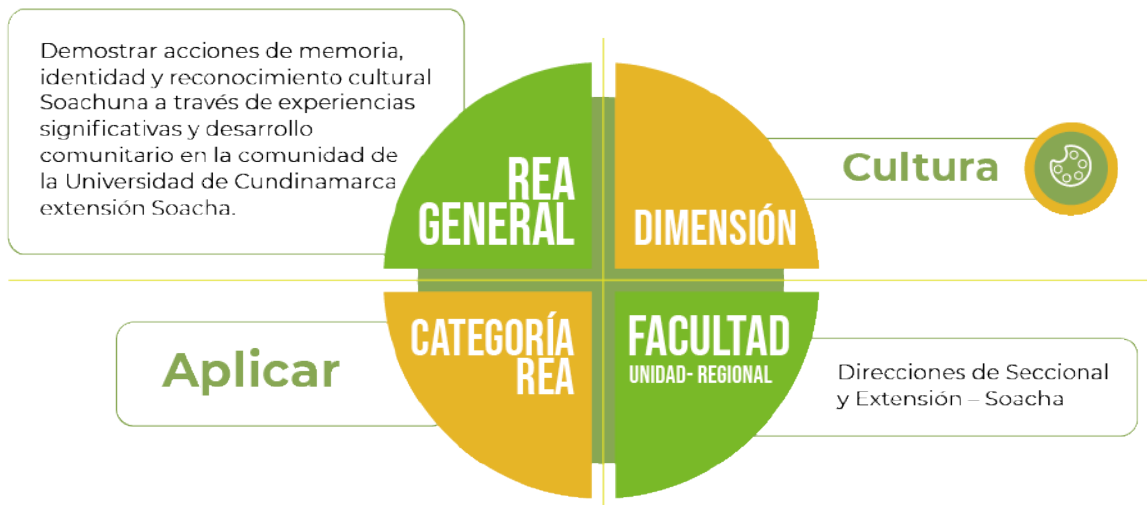 Demostrar acciones de memoria,
identidad y reconocimiento cultural
Soachuna a través de experiencias
significativas y desarrollo
comunitario en la comunidad de
la Universidad de Cundinamarca
extensión Soacha.
REA
GENERAL
DIMENSIÓN
Cultura
Aplicar
CATEGORÍA
REA
FACULTAD
UNIDAD- REGIONAL
Direcciones de Seccional
y Extensión – Soacha